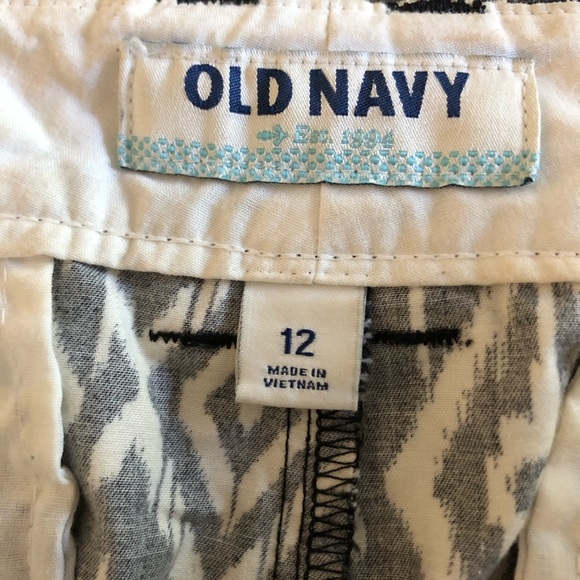 OLD NAVY
Est. 1994
12
MADE IN
VIETNAM